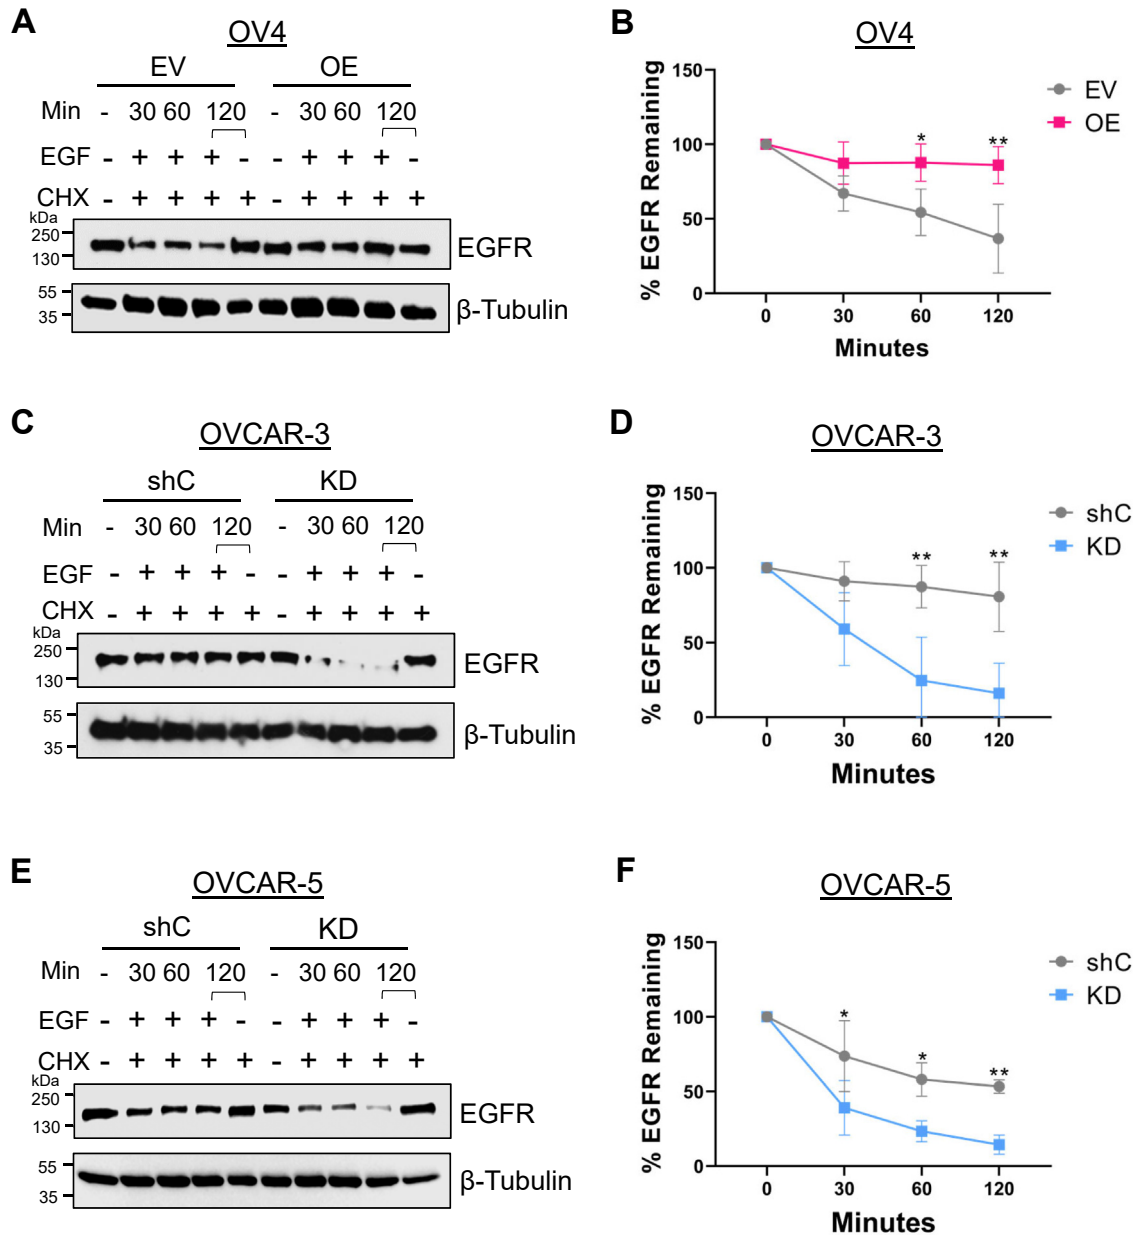 A
OV4
EV OE
Min - 30 60 120 - 30 60 120
EGF - + + + - - + + + -
CHX - + + + + - + + + +
kDa
250
130
EGFR
55
35
β-Tubulin
B
OV4
150
100
50
0
% EGFR Remaining
* **
0 30 60 120
Minutes
EV
OE
C
OVCAR-3
shC KD
Min - 30 60 120 - 30 60 120
EGF - + + + - - + + + -
CHX - + + + + - + + + +
kDa
250
130
EGFR
55
35
β-Tubulin
D
OVCAR-3
150
100
50
0
% EGFR Remaining
** **
0 30 60 120
Minutes
shC
KD
E
OVCAR-5
shC KD
Min - 30 60 120 - 30 60 120
EGF - + + + - - + + + -
CHX - + + + + - + + + +
kDa
250
130
EGFR
55
35
β-Tubulin
F
OVCAR-5
150
100
50
0
% EGFR Remaining
* * **
0 30 60 120
Minutes
shC
KD